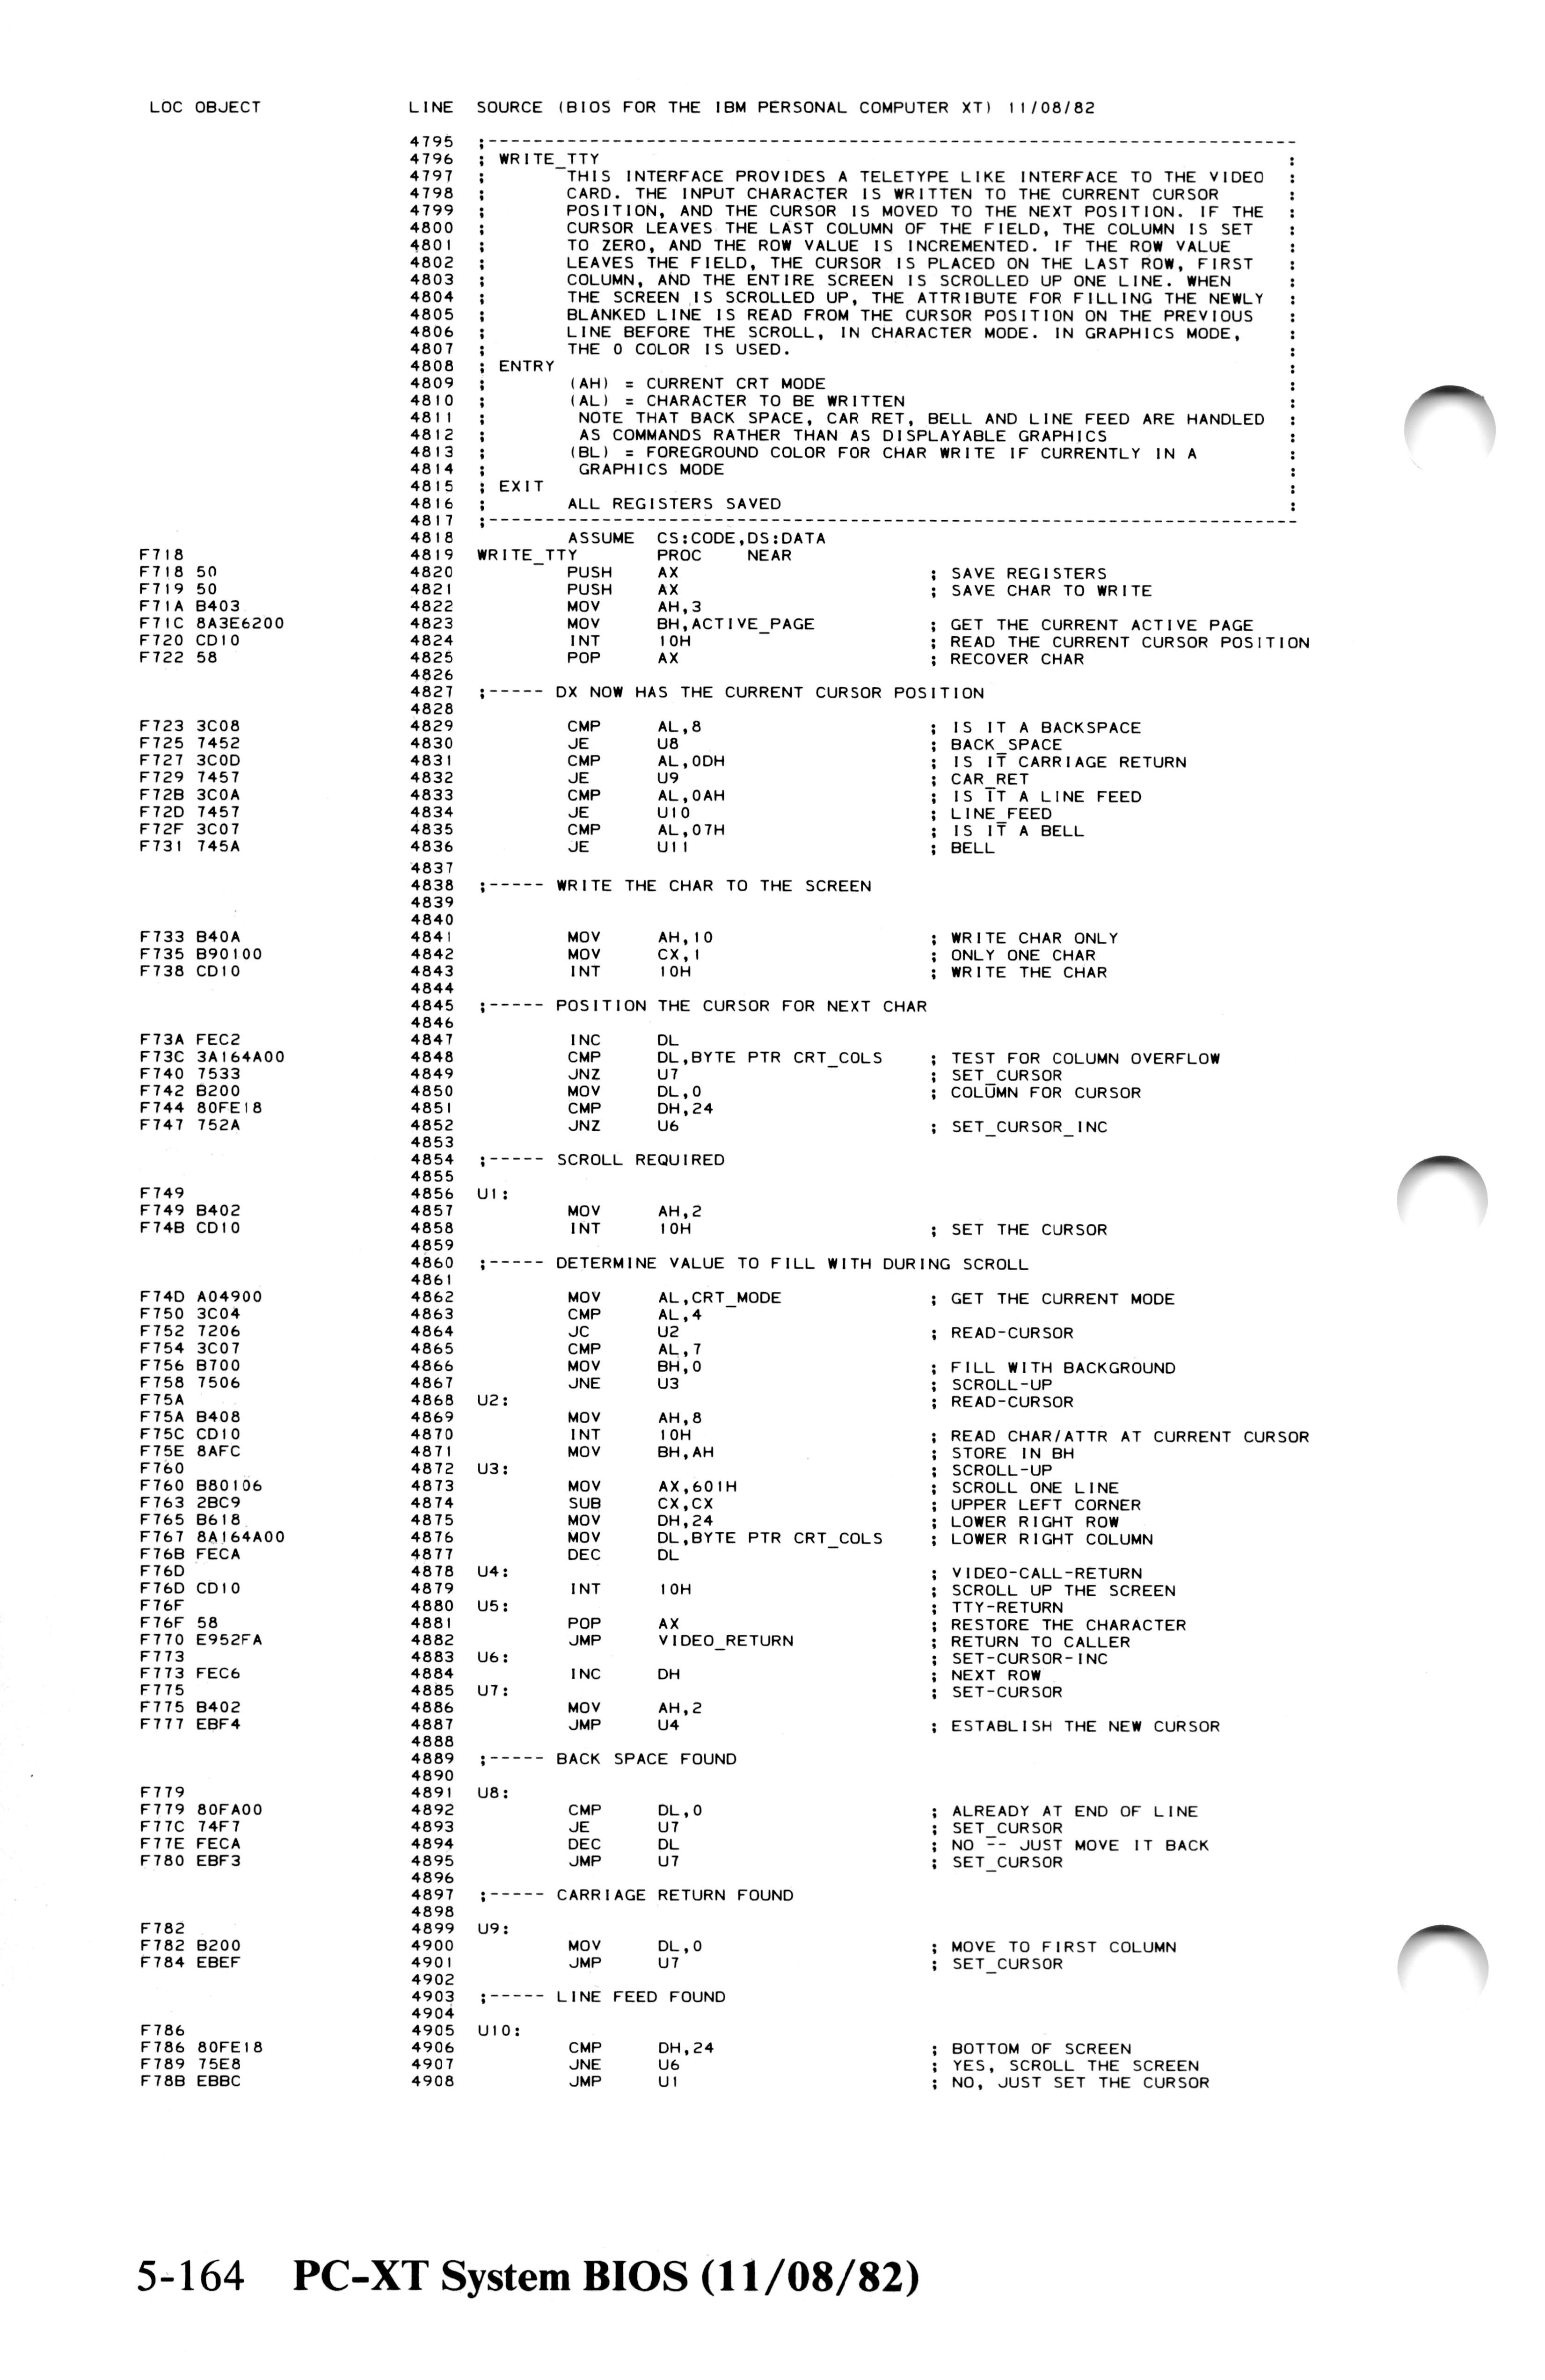 LOC OBJECT LINE SOURCE (BIOS FOR THE IBM PERSONAL COMPUTER XT) 11/08/82
4795 ;-----------------------------------------------------------------------
4796 ; WRITE_TTY :
4797 ; THIS INTERFACE PROVIDES A TELETYPE LIKE INTERFACE TO THE VIDEO :
4798 ; CARD. THE INPUT CHARACTER IS WRITTEN TO THE CURRENT CURSOR :
4799 ; POSITION, AND THE CURSOR IS MOVED TO THE NEXT POSITION. IF THE :
4800 ; CURSOR LEAVES THE LAST COLUMN OF THE FIELD, THE COLUMN IS SET :
4801 ; TO ZERO, AND THE ROW VALUE IS INCREMENTED. IF THE ROW VALUE :
4802 ; LEAVES THE FIELD, THE CURSOR IS PLACED ON THE LAST ROW, FIRST :
4803 ; COLUMN, AND THE ENTIRE SCREEN IS SCROLLED UP ONE LINE. WHEN :
4804 ; THE SCREEN IS SCROLLED UP, THE ATTRIBUTE FOR FILLING THE NEWLY :
4805 ; BLANKED LINE IS READ FROM THE CURSOR POSITION ON THE PREVIOUS :
4806 ; LINE BEFORE THE SCROLL, IN CHARACTER MODE. IN GRAPHICS MODE, :
4807 ; THE 0 COLOR IS USED. :
4808 ; ENTRY :
4809 ; (AH) = CURRENT CRT MODE :
4810 ; (AL) = CHARACTER TO BE WRITTEN :
4811 ; NOTE THAT BACK SPACE, CAR RET, BELL AND LINE FEED ARE HANDLED :
4812 ; AS COMMANDS RATHER THAN AS DISPLAYABLE GRAPHICS :
4813 ; (BL) = FOREGROUND COLOR FOR CHAR WRITE IF CURRENTLY IN A :
4814 ; GRAPHICS MODE :
4815 ; EXIT :
4816 ; ALL REGISTERS SAVED :
4817 ;-----------------------------------------------------------------------
4818 ASSUME CS:CODE,DS:DATA
F718 4819 WRITE_TTY PROC NEAR
F718 50 4820 PUSH AX ; SAVE REGISTERS
F719 50 4821 PUSH AX ; SAVE CHAR TO WRITE
F71A B403 4822 MOV AH,3
F71C 8A3E6200 4823 MOV BH,ACTIVE_PAGE ; GET THE CURRENT ACTIVE PAGE
F720 CD10 4824 INT 10H ; READ THE CURRENT CURSOR POSITION
F722 58 4825 POP AX ; RECOVER CHAR
4826
4827 ;----- DX NOW HAS THE CURRENT CURSOR POSITION
4828
F723 3C08 4829 CMP AL,8 ; IS IT A BACKSPACE
F725 7452 4830 JE U8 ; BACK_SPACE
F727 3C0D 4831 CMP AL,0DH ; IS IT CARRIAGE RETURN
F729 7457 4832 JE U9 ; CAR_RET
F72B 3C0A 4833 CMP AL,0AH ; IS IT A LINE FEED
F72D 7457 4834 JE U10 ; LINE_FEED
F72F 3C07 4835 CMP AL,07H ; IS IT A BELL
F731 745A 4836 JE U11 ; BELL
4837
4838 ;----- WRITE THE CHAR TO THE SCREEN
4839
4840
F733 B40A 4841 MOV AH,10 ; WRITE CHAR ONLY
F735 B90100 4842 MOV CX,1 ; ONLY ONE CHAR
F738 CD10 4843 INT 10H ; WRITE THE CHAR
4844
4845 ;----- POSITION THE CURSOR FOR NEXT CHAR
4846
F73A FEC2 4847 INC DL
F73C 3A164A00 4848 CMP DL,BYTE PTR CRT_COLS ; TEST FOR COLUMN OVERFLOW
F740 7533 4849 JNZ U7 ; SET_CURSOR
F742 B200 4850 MOV DL,0 ; COLUMN FOR CURSOR
F744 80FE18 4851 CMP DH,24
F747 752A 4852 JNZ U6 ; SET_CURSOR_INC
4853
4854 ;----- SCROLL REQUIRED
4855
F749 4856 U1:
F749 B402 4857 MOV AH,2
F74B CD10 4858 INT 10H ; SET THE CURSOR
4859
4860 ;----- DETERMINE VALUE TO FILL WITH DURING SCROLL
4861
F74D A04900 4862 MOV AL,CRT_MODE ; GET THE CURRENT MODE
F750 3C04 4863 CMP AL,4
F752 7206 4864 JC U2 ; READ-CURSOR
F754 3C07 4865 CMP AL,7
F756 B700 4866 MOV BH,0 ; FILL WITH BACKGROUND
F758 7506 4867 JNE U3 ; SCROLL-UP
F75A 4868 U2: ; READ-CURSOR
F75A B408 4869 MOV AH,8
F75C CD10 4870 INT 10H ; READ CHAR/ATTR AT CURRENT CURSOR
F75E 8AFC 4871 MOV BH,AH ; STORE IN BH
F760 4872 U3: ; SCROLL-UP
F760 B80106 4873 MOV AX,601H ; SCROLL ONE LINE
F763 2BC9 4874 SUB CX,CX ; UPPER LEFT CORNER
F765 B618 4875 MOV DH,24 ; LOWER RIGHT ROW
F767 8A164A00 4876 MOV DL,BYTE PTR CRT_COLS ; LOWER RIGHT COLUMN
F76B FECA 4877 DEC DL
F76D 4878 U4: ; VIDEO-CALL-RETURN
F76D CD10 4879 INT 10H ; SCROLL UP THE SCREEN
F76F 4880 U5: ; TTY-RETURN
F76F 58 4881 POP AX ; RESTORE THE CHARACTER
F770 E952FA 4882 JMP VIDEO_RETURN ; RETURN TO CALLER
F773 4883 U6: ; SET-CURSOR-INC
F773 FEC6 4884 INC DH ; NEXT ROW
F775 4885 U7: ; SET-CURSOR
F775 B402 4886 MOV AH,2
F777 EBF4 4887 JMP U4 ; ESTABLISH THE NEW CURSOR
4888
4889 ;----- BACK SPACE FOUND
4890
F779 4891 U8:
F779 80FA00 4892 CMP DL,0 ; ALREADY AT END OF LINE
F77C 74F7 4893 JE U7 ; SET_CURSOR
F77E FECA 4894 DEC DL ; NO -- JUST MOVE IT BACK
F780 EBF3 4895 JMP U7 ; SET_CURSOR
4896
4897 ;----- CARRIAGE RETURN FOUND
4898
F782 4899 U9:
F782 B200 4900 MOV DL,0 ; MOVE TO FIRST COLUMN
F784 EBEF 4901 JMP U7 ; SET_CURSOR
4902
4903 ;----- LINE FEED FOUND
4904
F786 4905 U10:
F786 80FE18 4906 CMP DH,24 ; BOTTOM OF SCREEN
F789 75E8 4907 JNE U6 ; YES, SCROLL THE SCREEN
F78B EBBC 4908 JMP U1 ; NO, JUST SET THE CURSOR
5-164 PC-XT System BIOS (11/08/82)